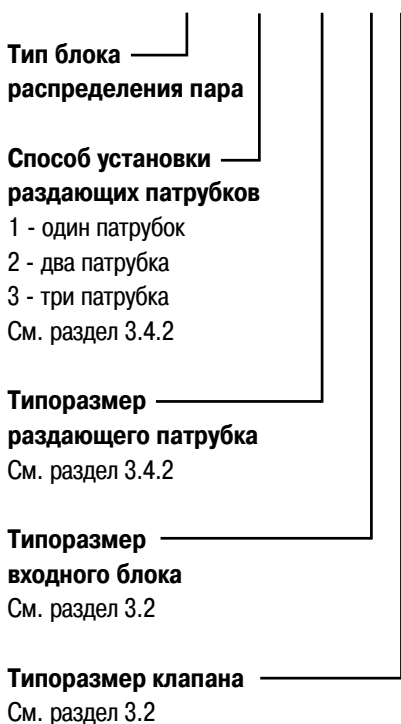 Тип блока
распределения пара
Способ установки
раздающих патрубков
1 - один патрубок
2 - два патрубка
3 - три патрубка
См. раздел 3.4.2
Типоразмер
раздающего патрубка
См. раздел 3.4.2
Типоразмер
входного блока
См. раздел 3.2
Типоразмер клапана
См. раздел 3.2